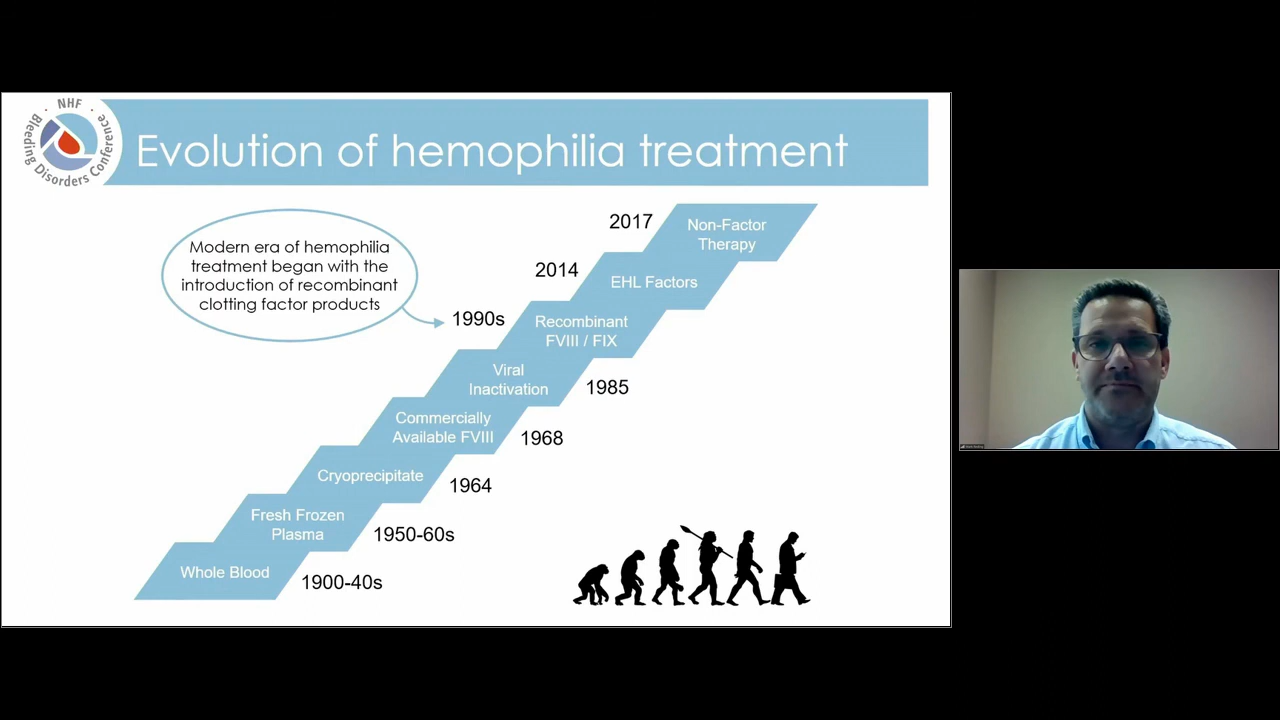 · NHF ·
Bleeding Disorders Conference
Evolution of hemophilia treatment
Modern era of hemophilia
treatment began with the
introduction of recombinant
clotting factor products
2017
Non-Factor
Therapy
2014
EHL Factors
1990s
Recombinant
FVIII / FIX
Viral
Inactivation
1985
Commercially
Available FVIII
1968
Cryoprecipitate
1964
Fresh Frozen
Plasma
1950-60s
Whole Blood
1900-40s